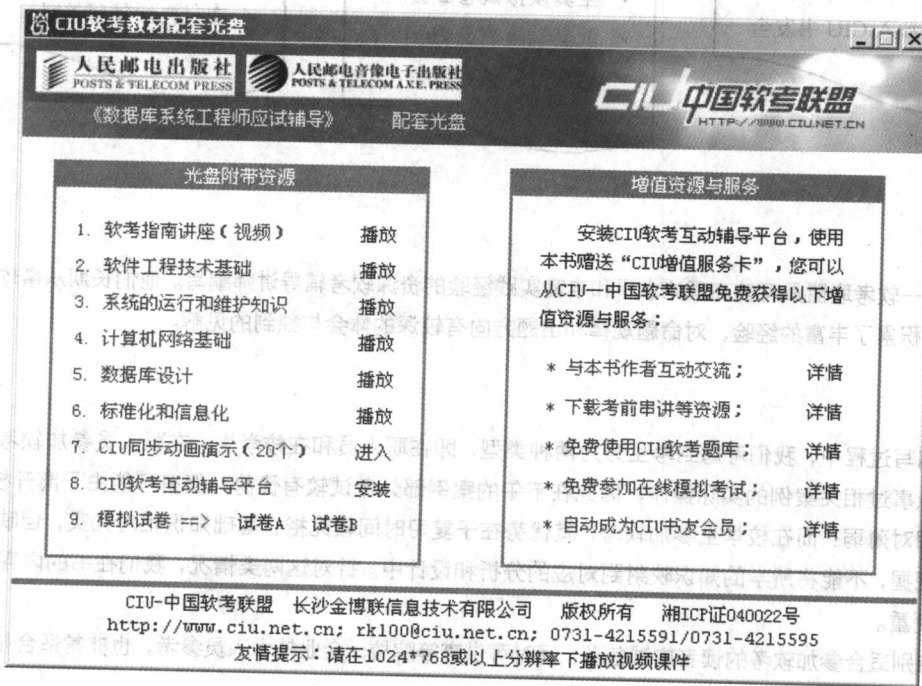 CIU软考教材配套光盘
人民邮电出版社
POSTS & TELECOM PRESS
人民邮电音像电子出版社
POSTS & TELECOM A.V.E. PRESS
CIU 中国软考联盟
HTTP://WWW.CIU.NET.CN
《数据库系统工程师应试辅导》 配套光盘
光盘附带资源
1. 软考指南讲座(视频) 播放
2. 软件工程技术基础 播放
3. 系统的运行和维护知识 播放
4. 计算机网络基础 播放
5. 数据库设计 播放
6. 标准化和信息化 播放
7. CIU同步动画演示(20个) 进入
8. CIU软考互动辅导平台 安装
9. 模拟试卷 -- 试卷A 试卷B
增值资源与服务
安装CIU软考互动辅导平台,使用
本书赠送“CIU增值服务卡”,您可以
从CIU-中国软考联盟免费获得以下增
值资源与服务:
* 与本书作者互动交流; 详情
* 下载考前串讲等资源; 详情
* 免费使用CIU软考题库; 详情
* 免费参加在线模拟考试; 详情
* 自动成为CIU书友会员; 详情
CIU-中国软考联盟 长沙金博联信息技术有限公司 版权所有 湘ICP证040022号
http://www.ciu.net.cn; rk100@ciu.net.cn; 0731-4215591/0731-4215595
友情提示:请在1024*768或以上分辨率下播放视频课件